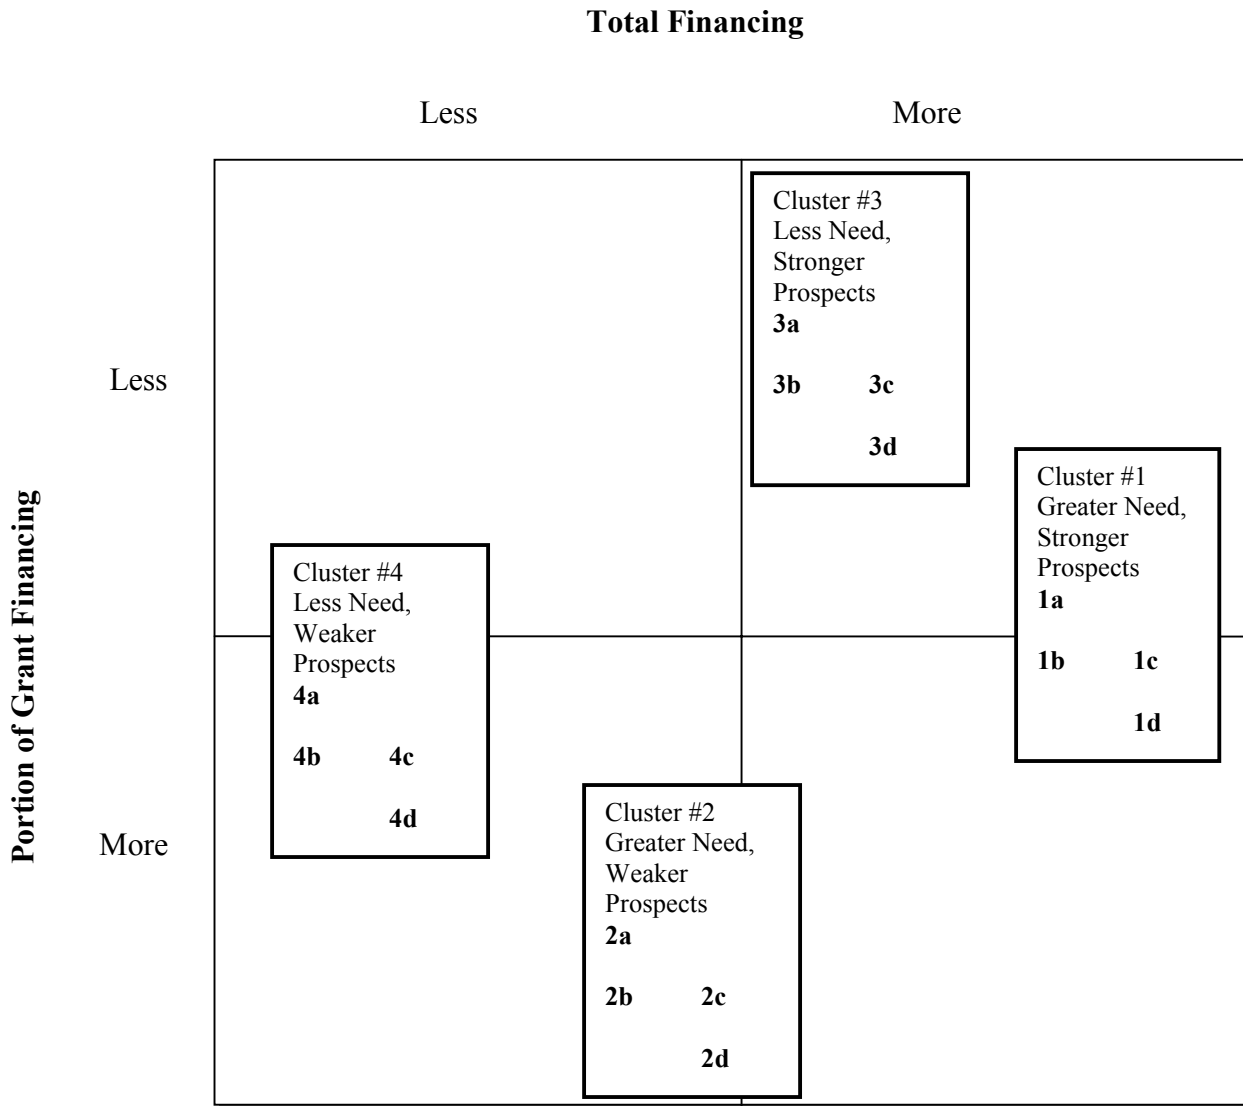 Total Financing
Less More
Cluster #3
Less Need,
Stronger
Prospects
3a
3b 3c
3d
Less
Cluster #1
Greater Need,
Stronger
Prospects
1a
1b 1c
1d
Portion of Grant Financing
Cluster #4
Less Need,
Weaker
Prospects
4a
4b 4c
4d
More
Cluster #2
Greater Need,
Weaker
Prospects
2a
2b 2c
2d